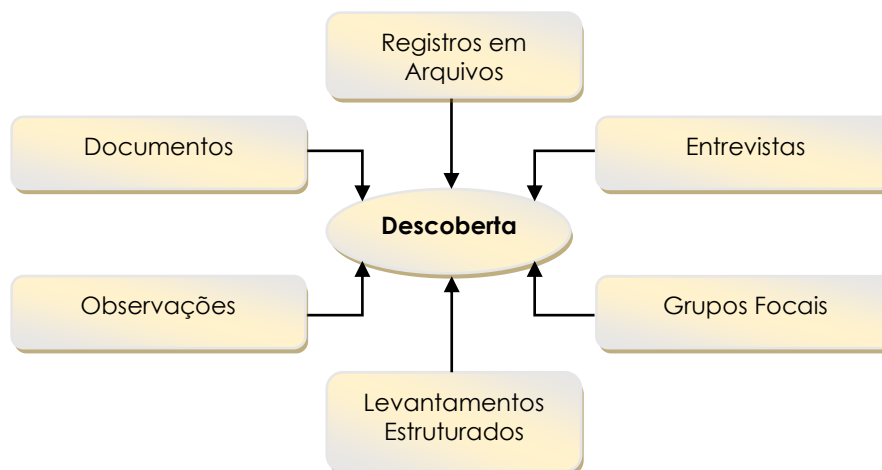 Registros em
Arquivos
Documentos
Entrevistas
Descoberta
Observações
Grupos Focais
Levantamentos
Estruturados